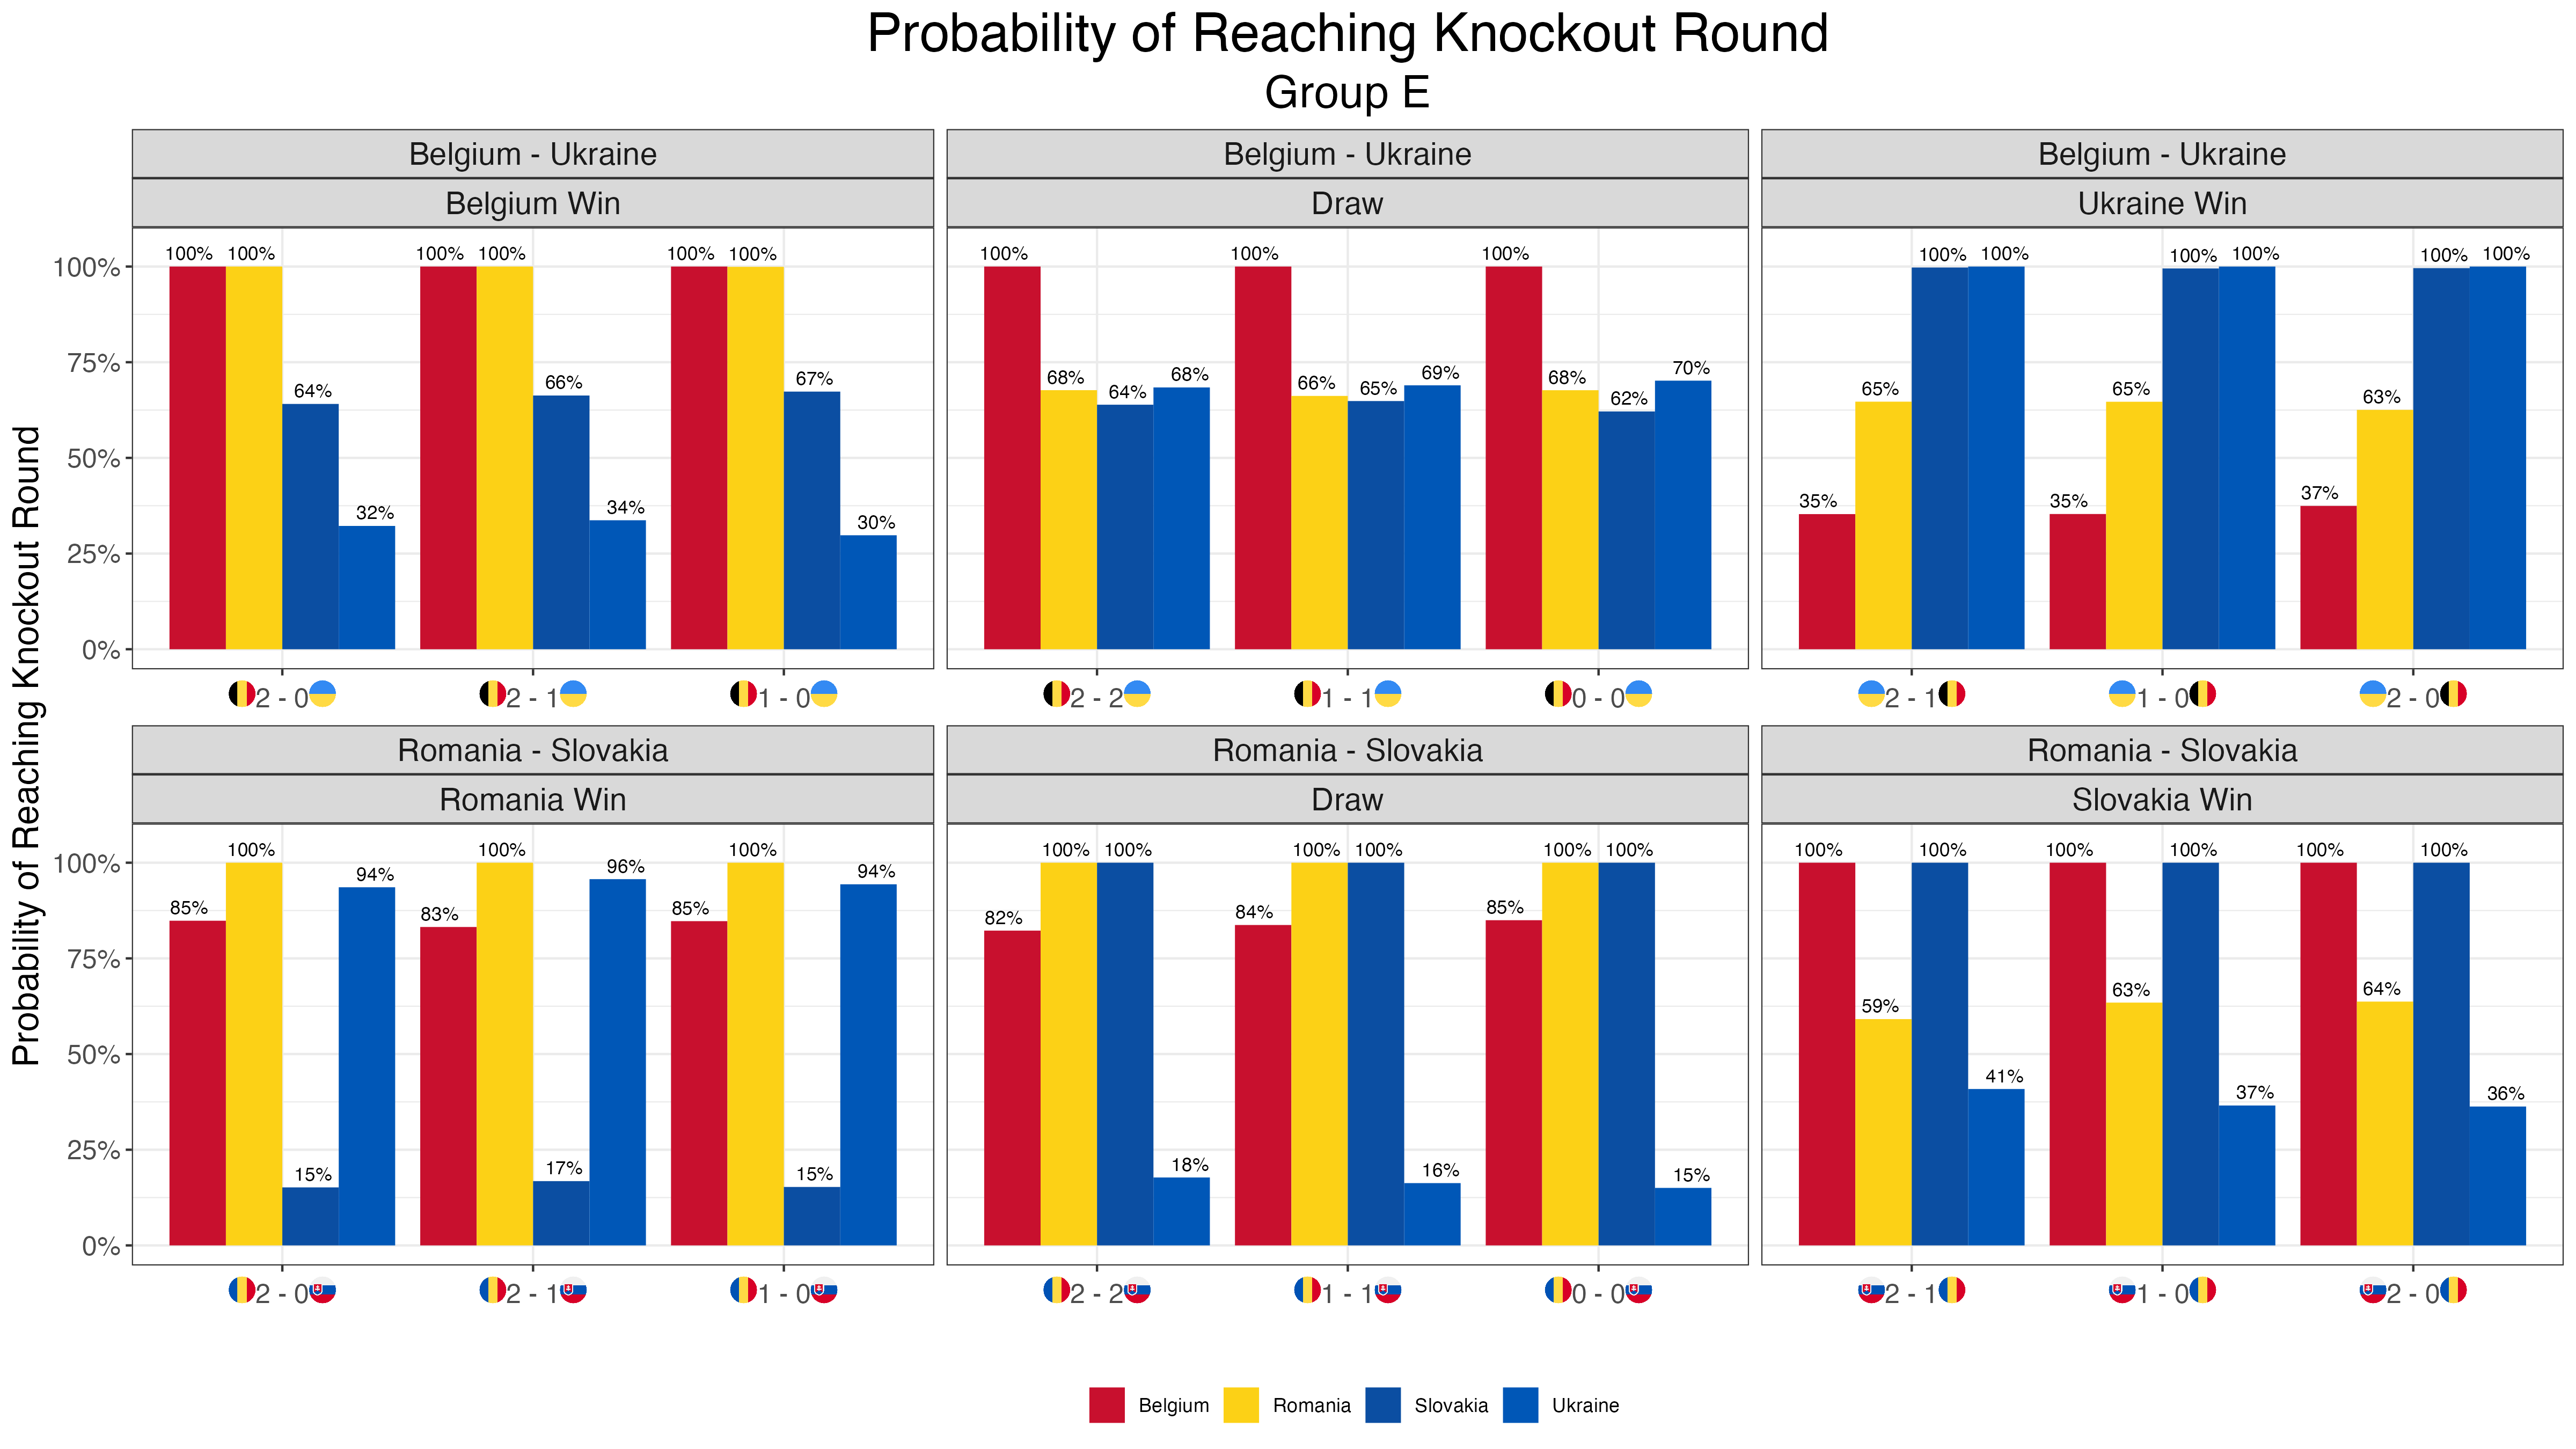 Probability of Reaching Knockout Round
Group E
Probability of Reaching Knockout Round
Belgium - Ukraine
Belgium Win
100% 100% 64% 32% 100% 100% 66% 34% 100% 100% 67% 30%
Belgium - Ukraine
Draw
100% 68% 64% 68% 100% 66% 65% 69% 100% 68% 62% 70%
Belgium - Ukraine
Ukraine Win
35% 65% 100% 100% 35% 65% 100% 100% 37% 63% 100% 100%
100%
75%
50%
25%
0%
2 - 0 2 - 1 1 - 0
2 - 2 1 - 1 0 - 0
2 - 1 1 - 0 2 - 0
Romania - Slovakia
Romania Win
85% 100% 15% 94% 83% 100% 17% 96% 85% 100% 15% 94%
Romania - Slovakia
Draw
82% 100% 100% 18% 84% 100% 100% 16% 85% 100% 100% 15%
Romania - Slovakia
Slovakia Win
100% 59% 100% 41% 100% 63% 100% 37% 100% 64% 100% 36%
100%
75%
50%
25%
0%
2 - 0 2 - 1 1 - 0
2 - 2 1 - 1 0 - 0
2 - 1 1 - 0 2 - 0
Belgium Romania Slovakia Ukraine